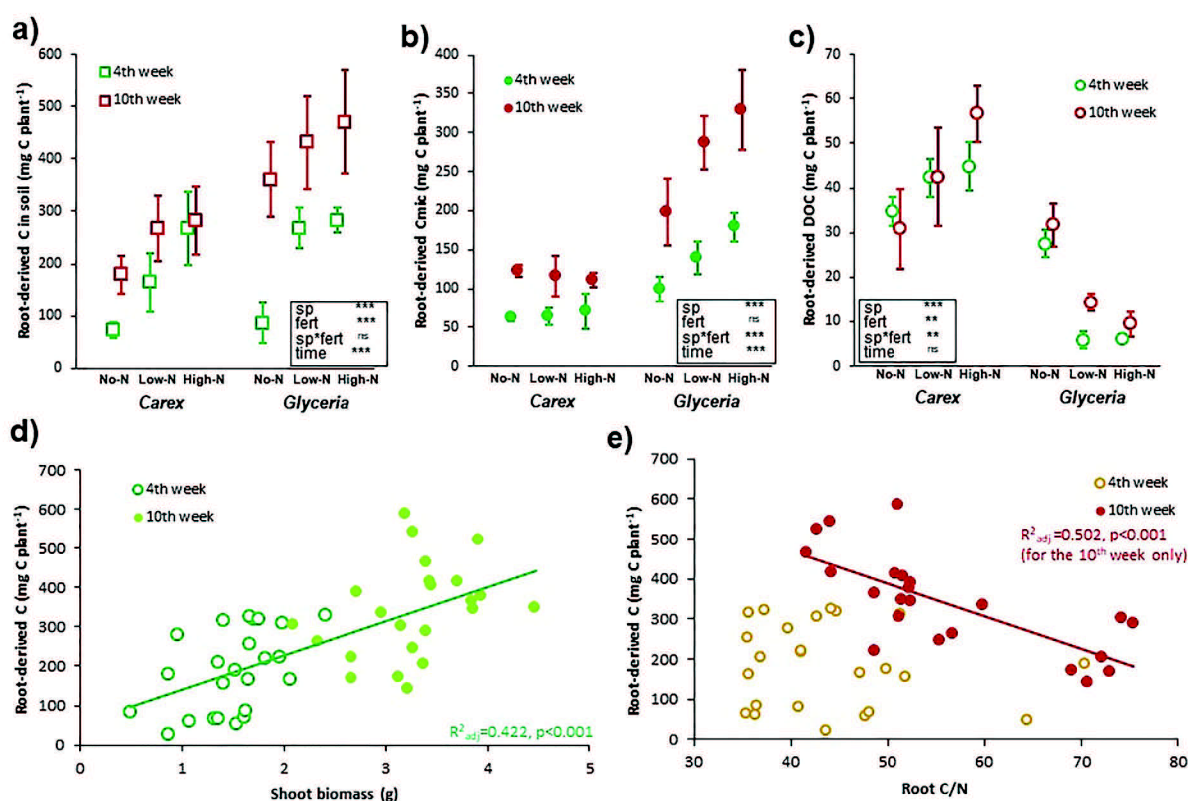 a)
Root-derived C in soil (mg C plant⁻¹)
600
500
400
300
200
100
0
4th week
10th week
sp ***
fert ***
sp*fert ns
time ***
No-N Low-N High-N No-N Low-N High-N
Carex Glyceria
b)
Root-derived Cmic (mg C plant⁻¹)
400
350
300
250
200
150
100
50
0
4th week
10th week
sp ***
fert ***
sp*fert ***
time ***
No-N Low-N High-N No-N Low-N High-N
Carex Glyceria
c)
Root-derived DOC (mg C plant⁻¹)
70
60
50
40
30
20
10
0
4th week
10th week
sp ***
fert **
sp*fert **
time ns
No-N Low-N High-N No-N Low-N High-N
Carex Glyceria
d)
Root-derived C (mg C plant⁻¹)
700
600
500
400
300
200
100
0
4th week
10th week
R²adj=0.422, p<0.001
0 1 2 3 4 5
Shoot biomass (g)
e)
Root-derived C (mg C plant⁻¹)
700
600
500
400
300
200
100
0
4th week
10th week
R²adj=0.502, p<0.001
(for the 10th week only)
30 40 50 60 70 80
Root C/N